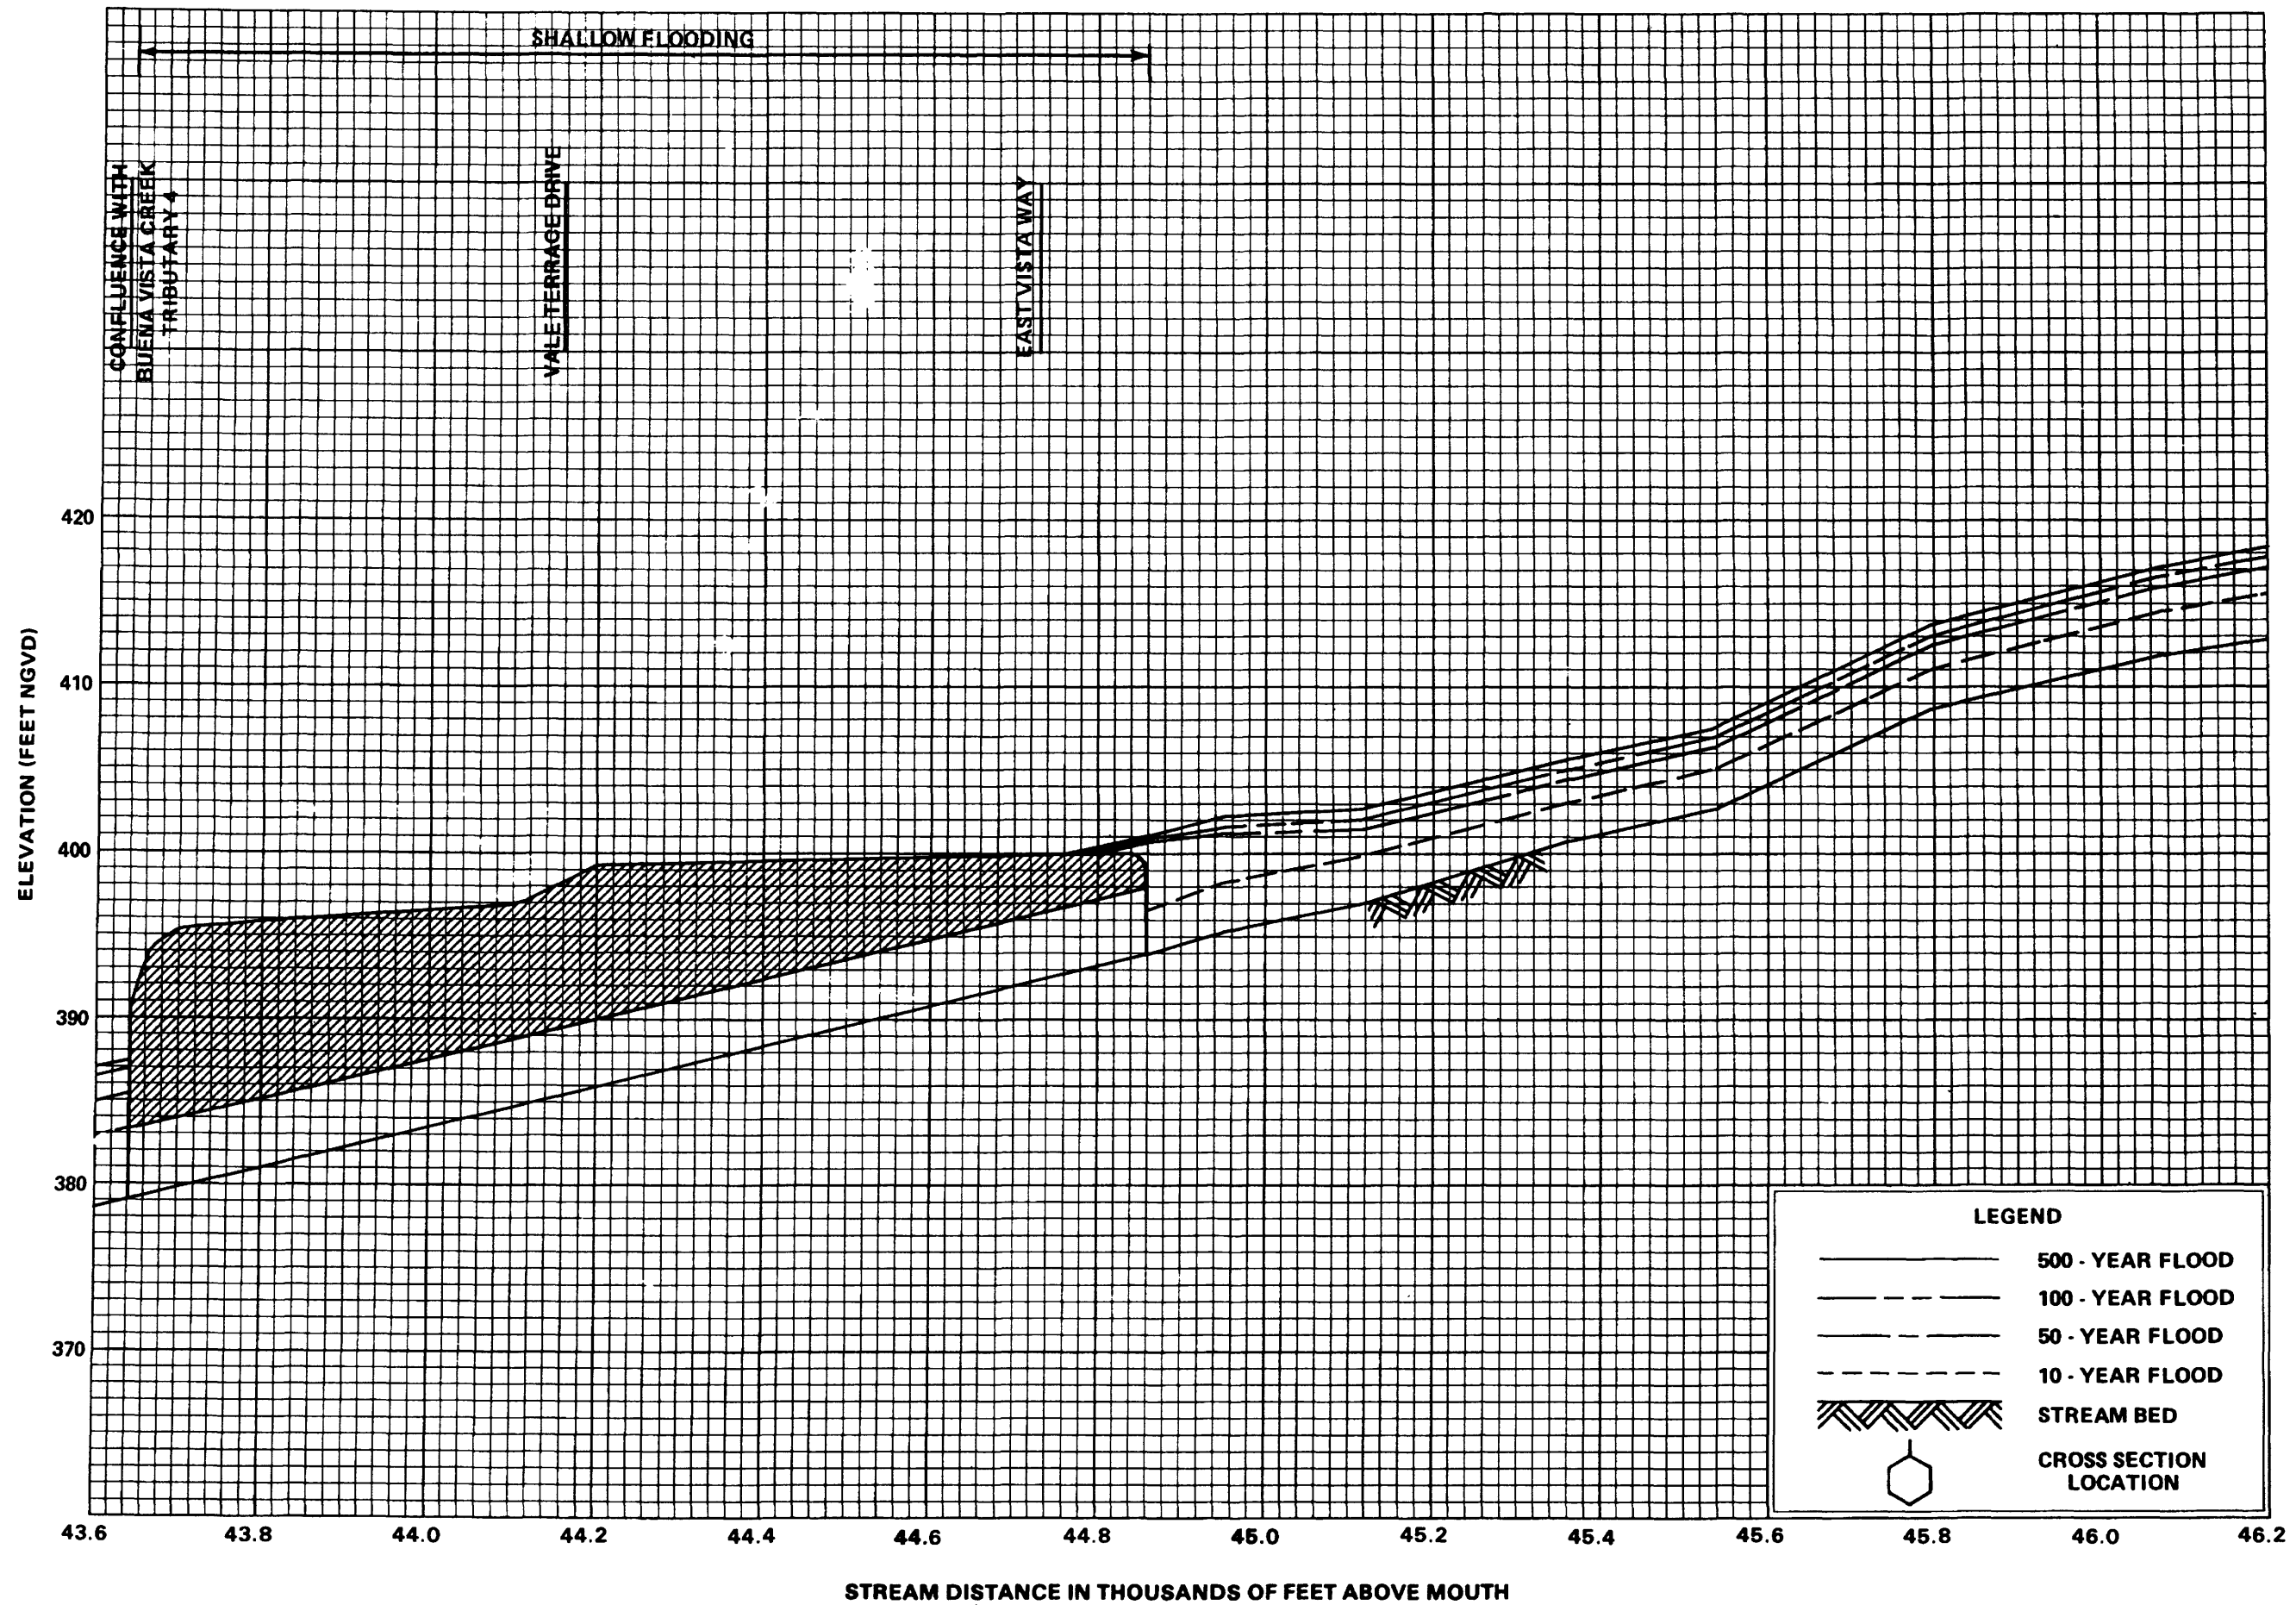 SHALLOW FLOODING
CONFLUENCE WITH
BUENA VISTA CREEK
TRIBUTARY 4
VALE TERRACE DRIVE
EAST VISTA WAY
ELEVATION (FEET NGVD)
420
410
400
390
380
370
43.6 43.8 44.0 44.2 44.4 44.6 44.8 45.0 45.2 45.4 45.6 45.8 46.0 46.2
STREAM DISTANCE IN THOUSANDS OF FEET ABOVE MOUTH
LEGEND
500 - YEAR FLOOD
100 - YEAR FLOOD
50 - YEAR FLOOD
10 - YEAR FLOOD
STREAM BED
CROSS SECTION
LOCATION